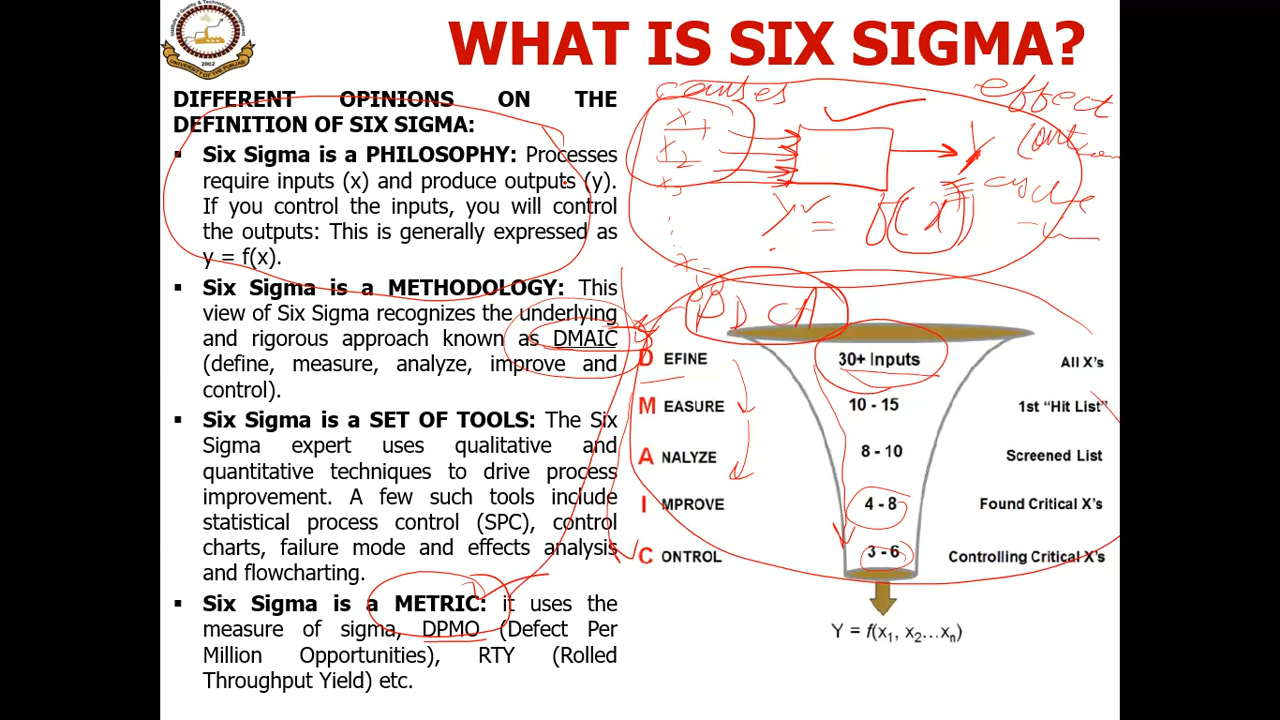 WHAT IS SIX SIGMA?
DIFFERENT OPINIONS ON THE
DEFINITION OF SIX SIGMA:
▪ Six Sigma is a PHILOSOPHY: Processes
require inputs (x) and produce outputs (y).
If you control the inputs, you will control
the outputs: This is generally expressed as
y = f(x).
▪ Six Sigma is a METHODOLOGY: This
view of Six Sigma recognizes the underlying
and rigorous approach known as DMAIC
(define, measure, analyze, improve and
control).
▪ Six Sigma is a SET OF TOOLS: The Six
Sigma expert uses qualitative and
quantitative techniques to drive process
improvement. A few such tools include
statistical process control (SPC), control
charts, failure mode and effects analysis
and flowcharting.
▪ Six Sigma is a METRIC: it uses the
measure of sigma, DPMO (Defect Per
Million Opportunities), RTY (Rolled
Throughput Yield) etc.
causes
effect
x1
x2
x3
Y
y = f(x)
PDCA
DEFINE 30+ Inputs All X's
MEASURE 10 - 15 1st "Hit List"
ANALYZE 8 - 10 Screened List
IMPROVE 4 - 8 Found Critical X's
CONTROL 3 - 6 Controlling Critical X's
Y = f(x1, x2...xn)
2002